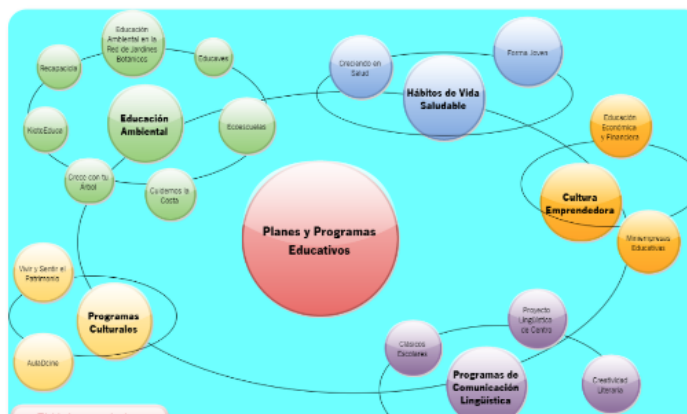 Educación
Ambiental en la
Red de Jardines
Botánicos
Recapacicla
Educaves
KiotoEduca
Educación
Ambiental
Ecoescuelas
Crece con tu
Árbol
Cuidemos la
Costa
Creciendo en
Salud
Forma Joven
Hábitos de Vida
Saludable
Educación
Económica
y Financiera
Cultura
Emprendedora
Miniempresas
Educativas
Planes y Programas
Educativos
Vivir y Sentir el
Patrimonio
Programas
Culturales
AulaDcine
Proyecto
Lingüístico
de Centro
Clásicos
Escolares
Programas de
Comunicación
Lingüística
Creatividad
Literaria